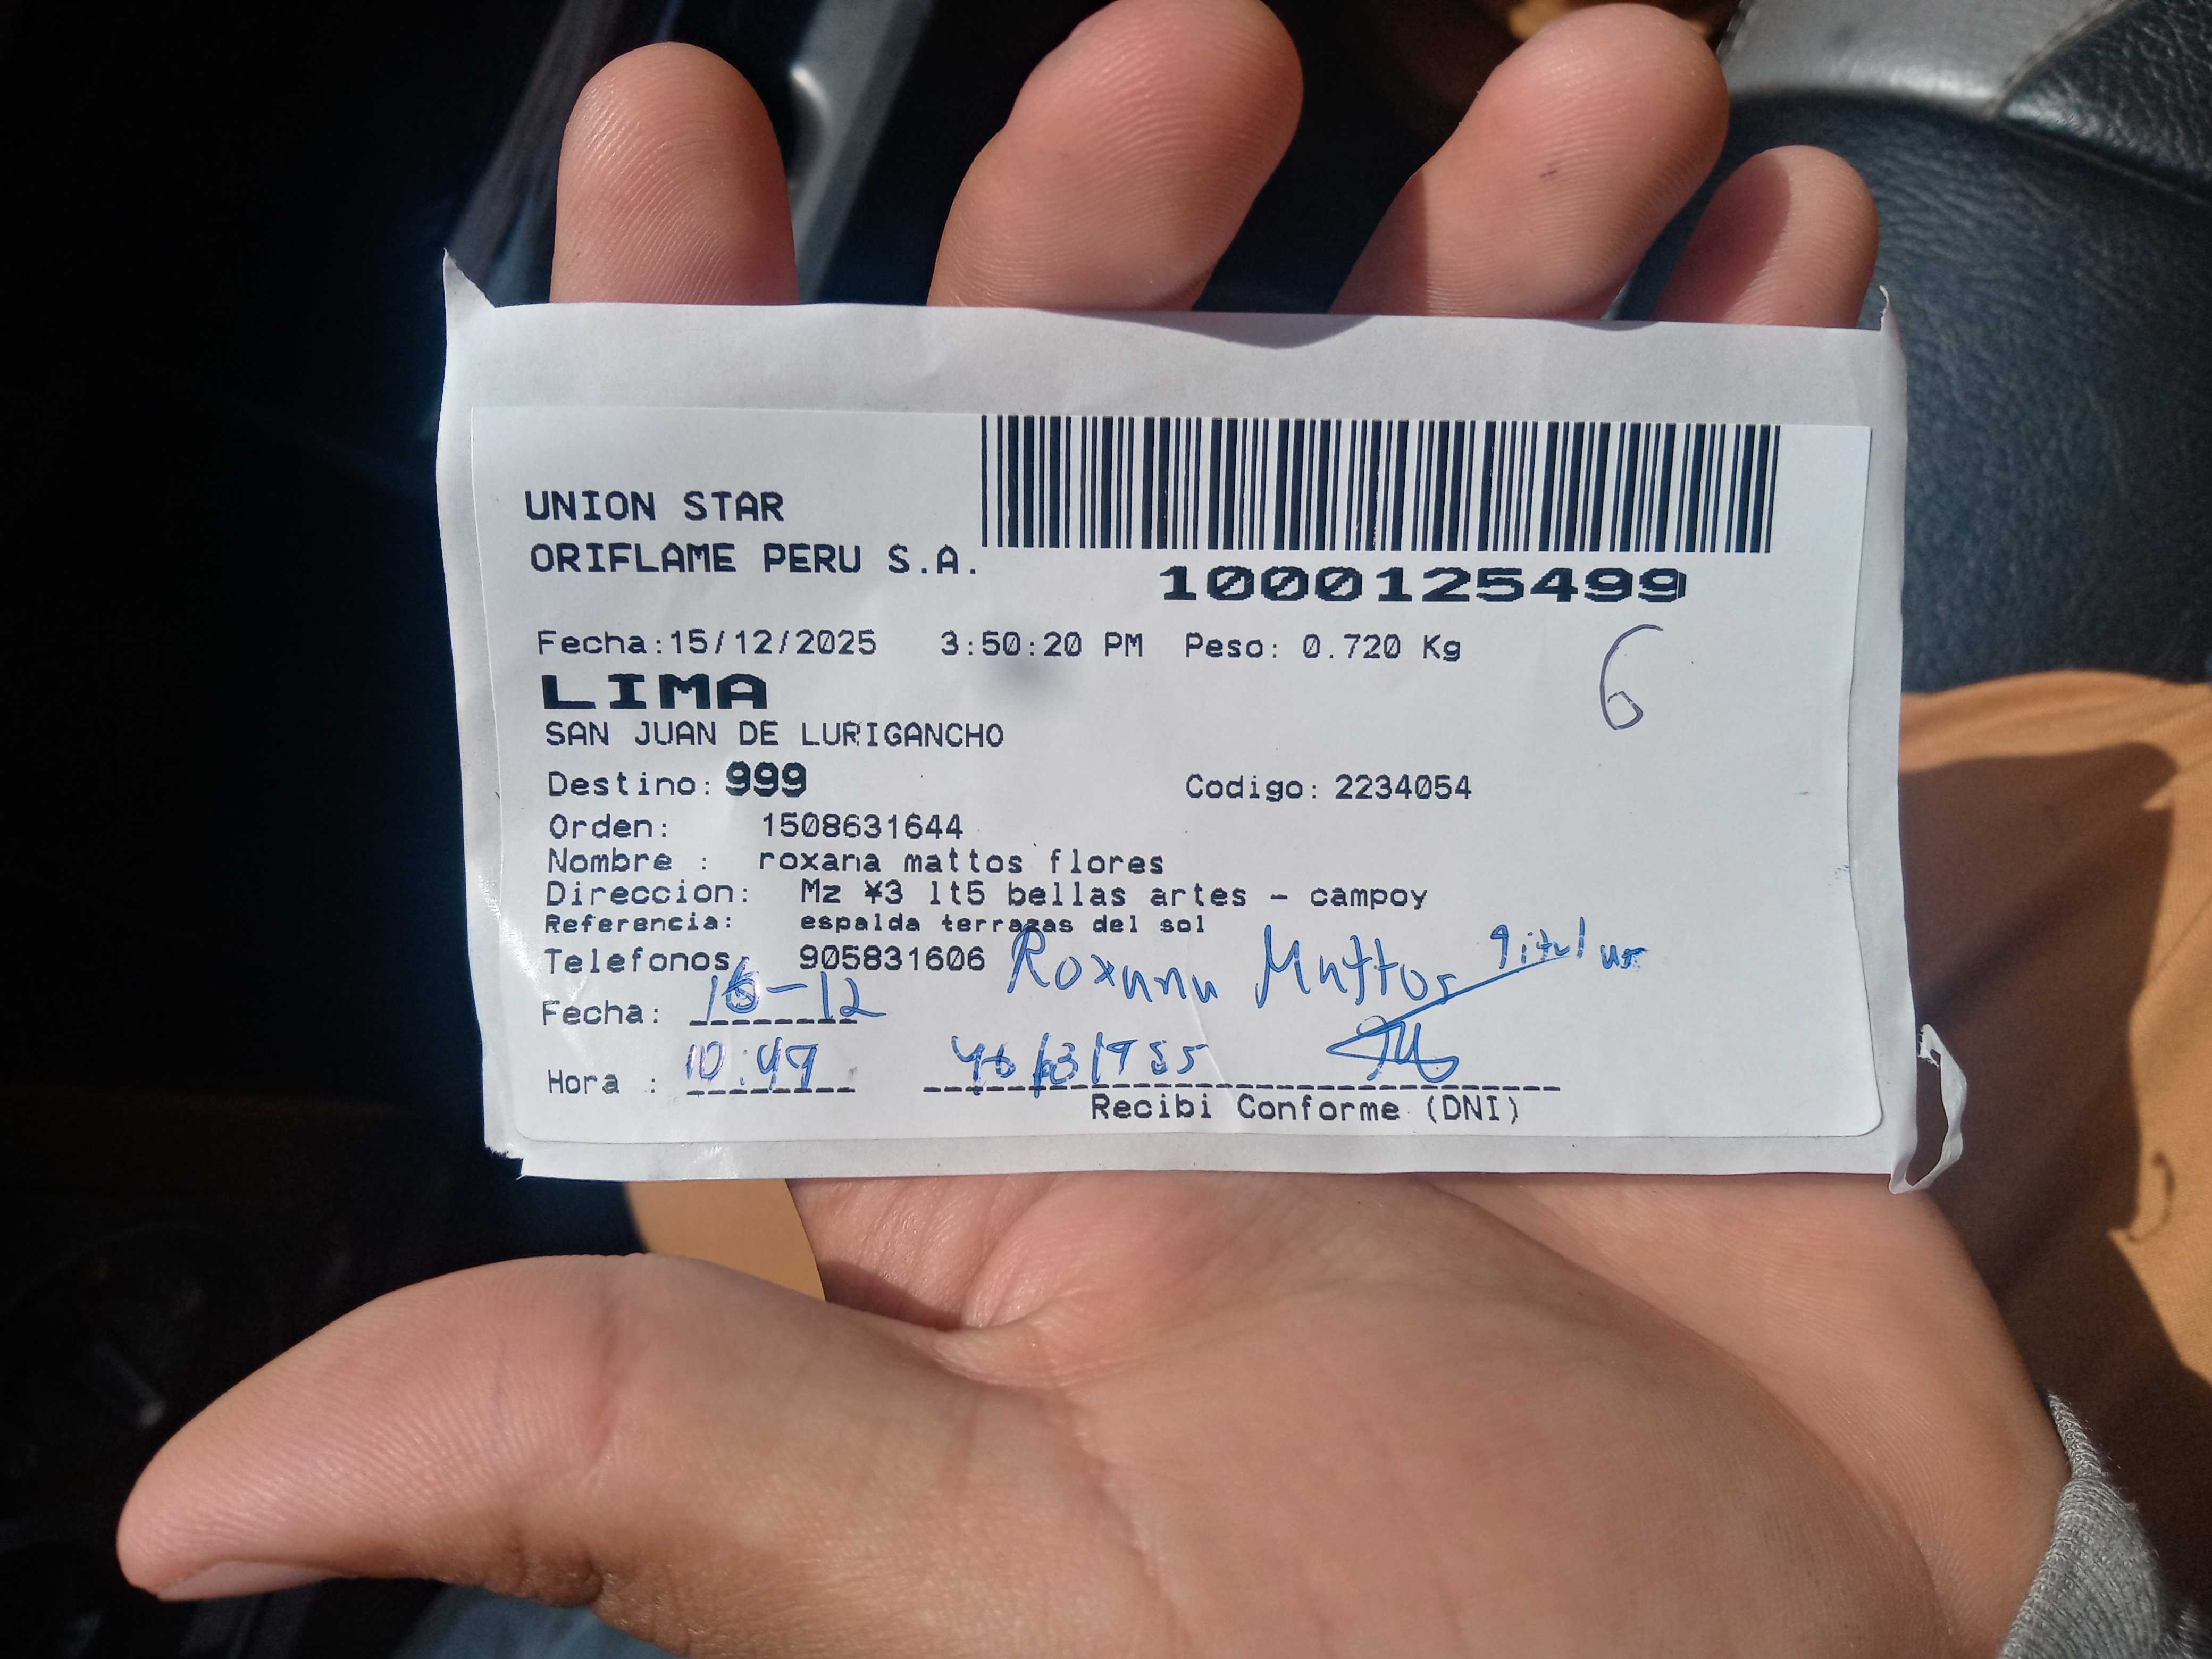 UNION STAR
ORIFLAME PERU S.A.
1000125499
Fecha:15/12/2025 3:50:20 PM Peso: 0.720 Kg
6
LIMA
SAN JUAN DE LURIGANCHO
Destino: 999 Codigo: 2234054
Orden: 1508631644
Nombre : roxana mattos flores
Direccion: Mz ¥3 lt5 bellas artes - campoy
Referencia: espalda terrazas del sol
Telefonos: 905831606 Roxana Mattos
Fecha: 16-12
Hora : 10:49
Recibi Conforme (DNI)